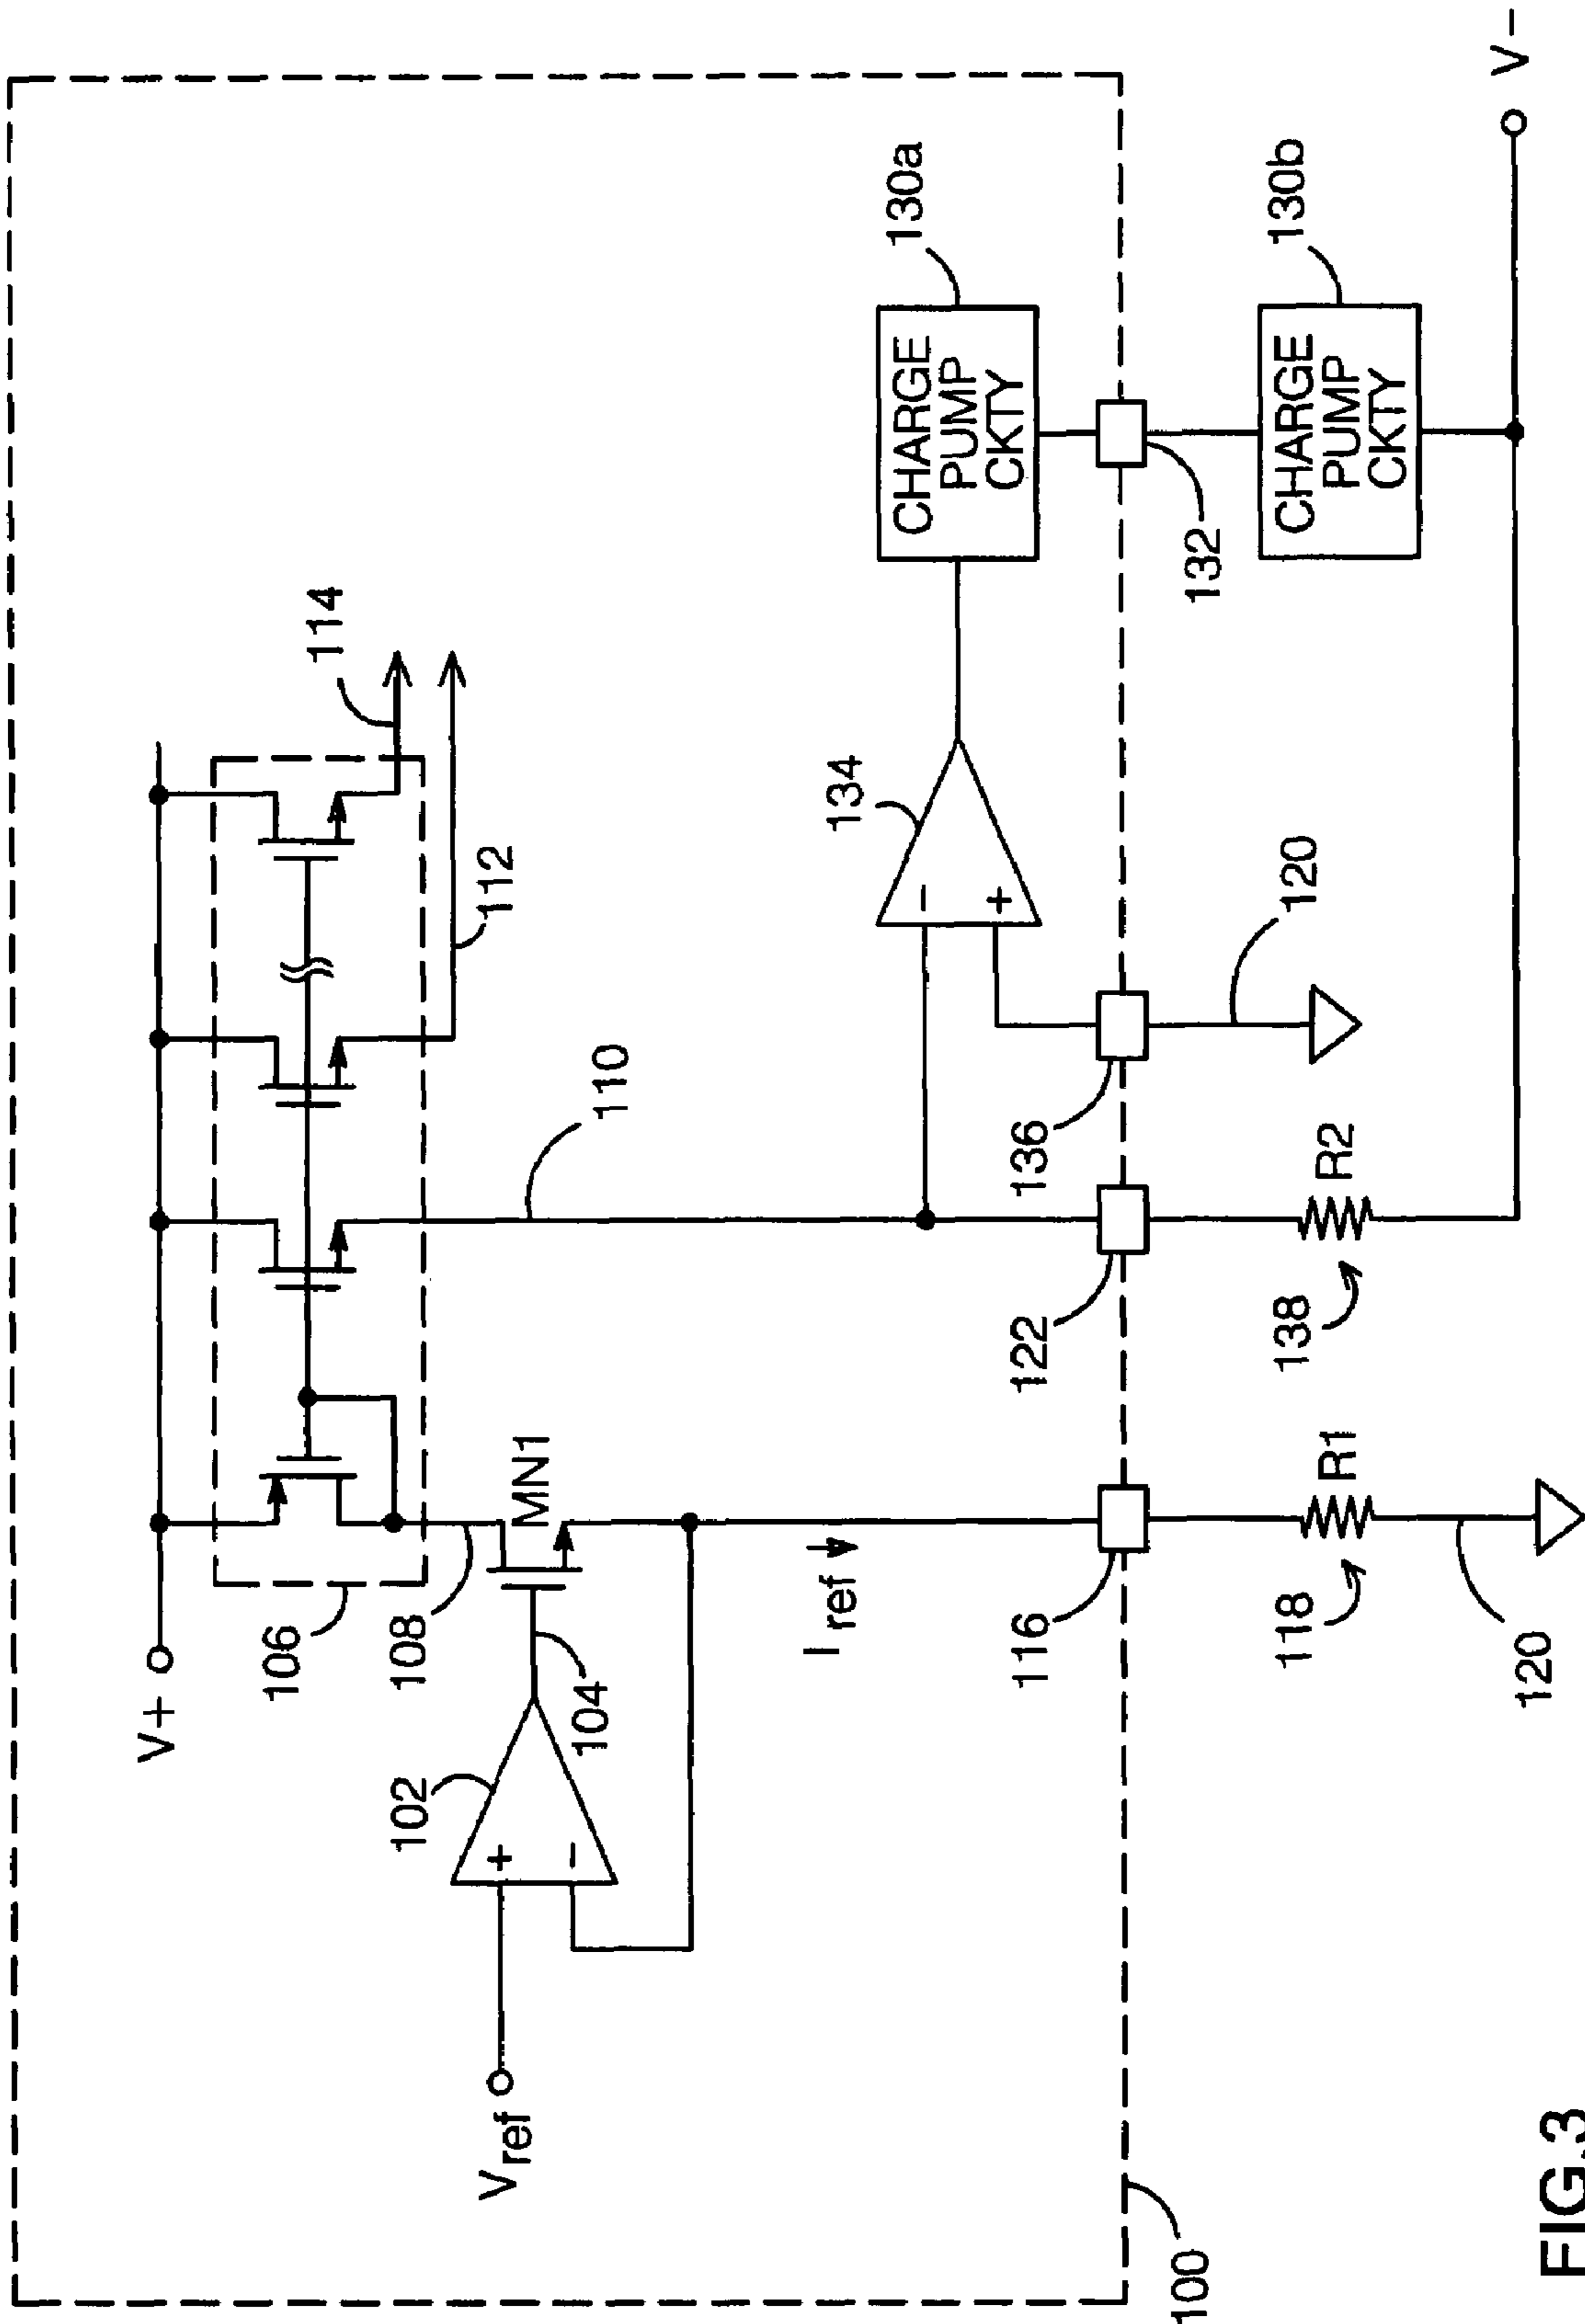 V+
106
108
MN1
102
104
+
−
Vref
Iref
114
112
110
130a
CHARGE
PUMP
CKTY
134
−
+
116
122
136
132
120
130b
CHARGE
PUMP
CKTY
118
R1
138
R2
120
V−
100
FIG.3